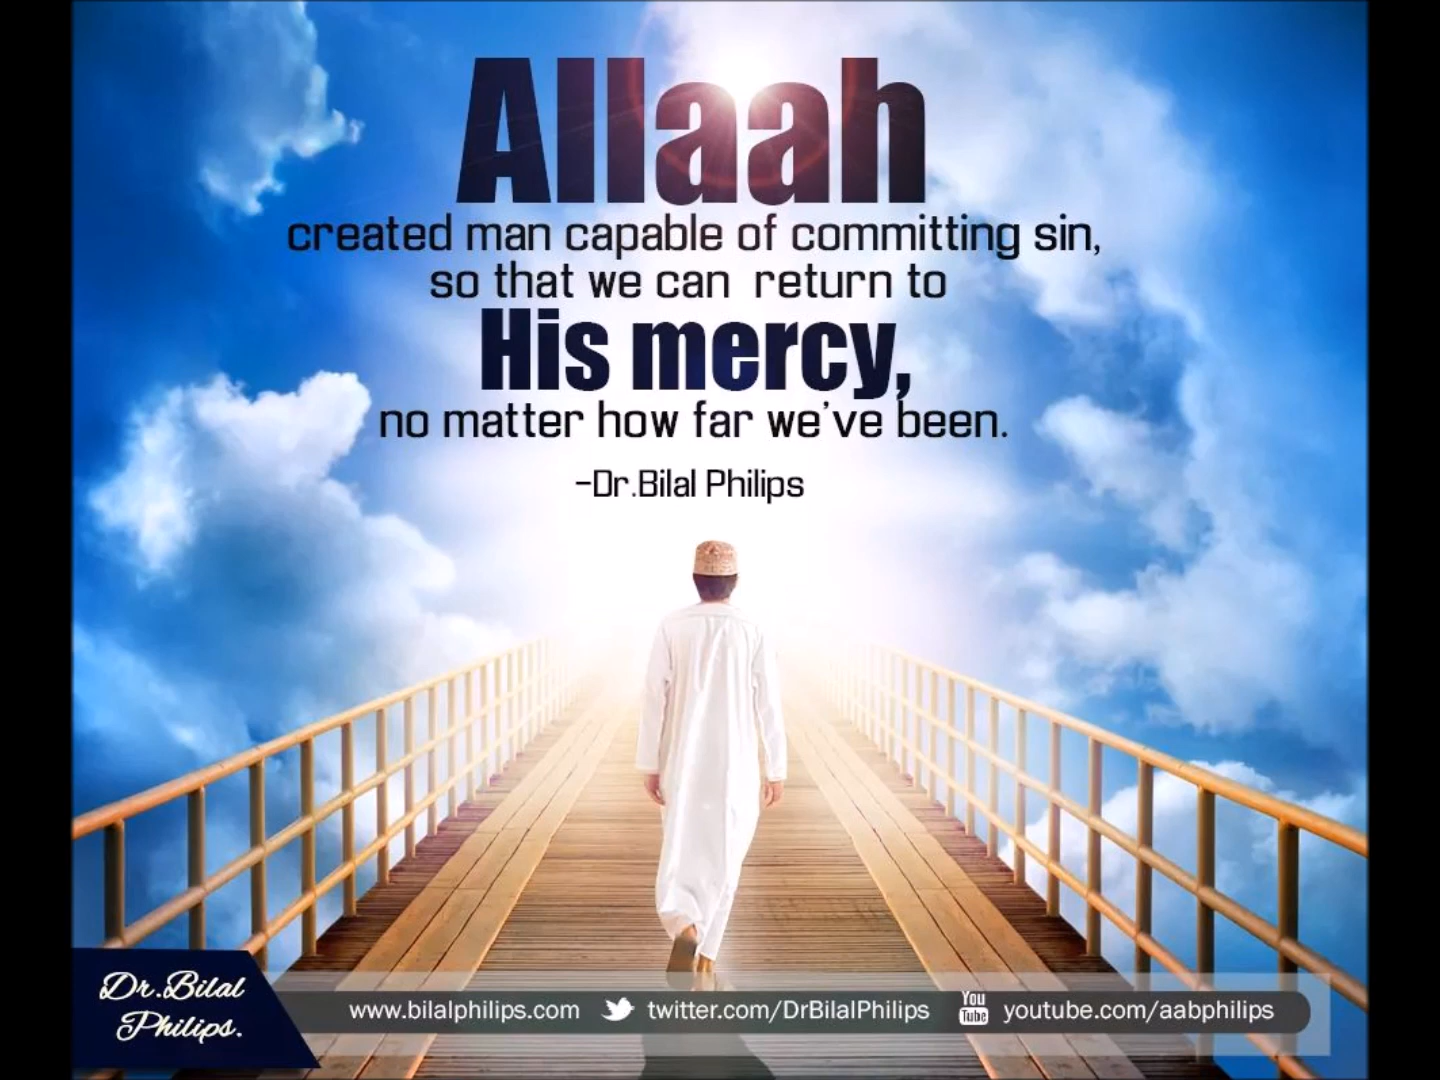 Allaah
created man capable of committing sin,
so that we can return to
His mercy,
no matter how far we've been.
-Dr.Bilal Philips
Dr.Bilal
Philips.
www.bilalphilips.com twitter.com/DrBilalPhilips You Tube youtube.com/aabphilips